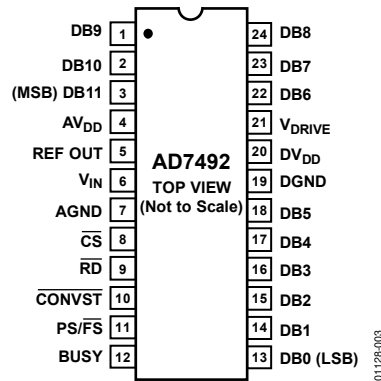 DB9 1
DB10 2
(MSB) DB11 3
AVDD 4
REF OUT 5
VIN 6
AGND 7
CS 8
RD 9
CONVST 10
PS/FS 11
BUSY 12
AD7492
TOP VIEW
(Not to Scale)
24 DB8
23 DB7
22 DB6
21 VDRIVE
20 DVDD
19 DGND
18 DB5
17 DB4
16 DB3
15 DB2
14 DB1
13 DB0 (LSB)
01128-003